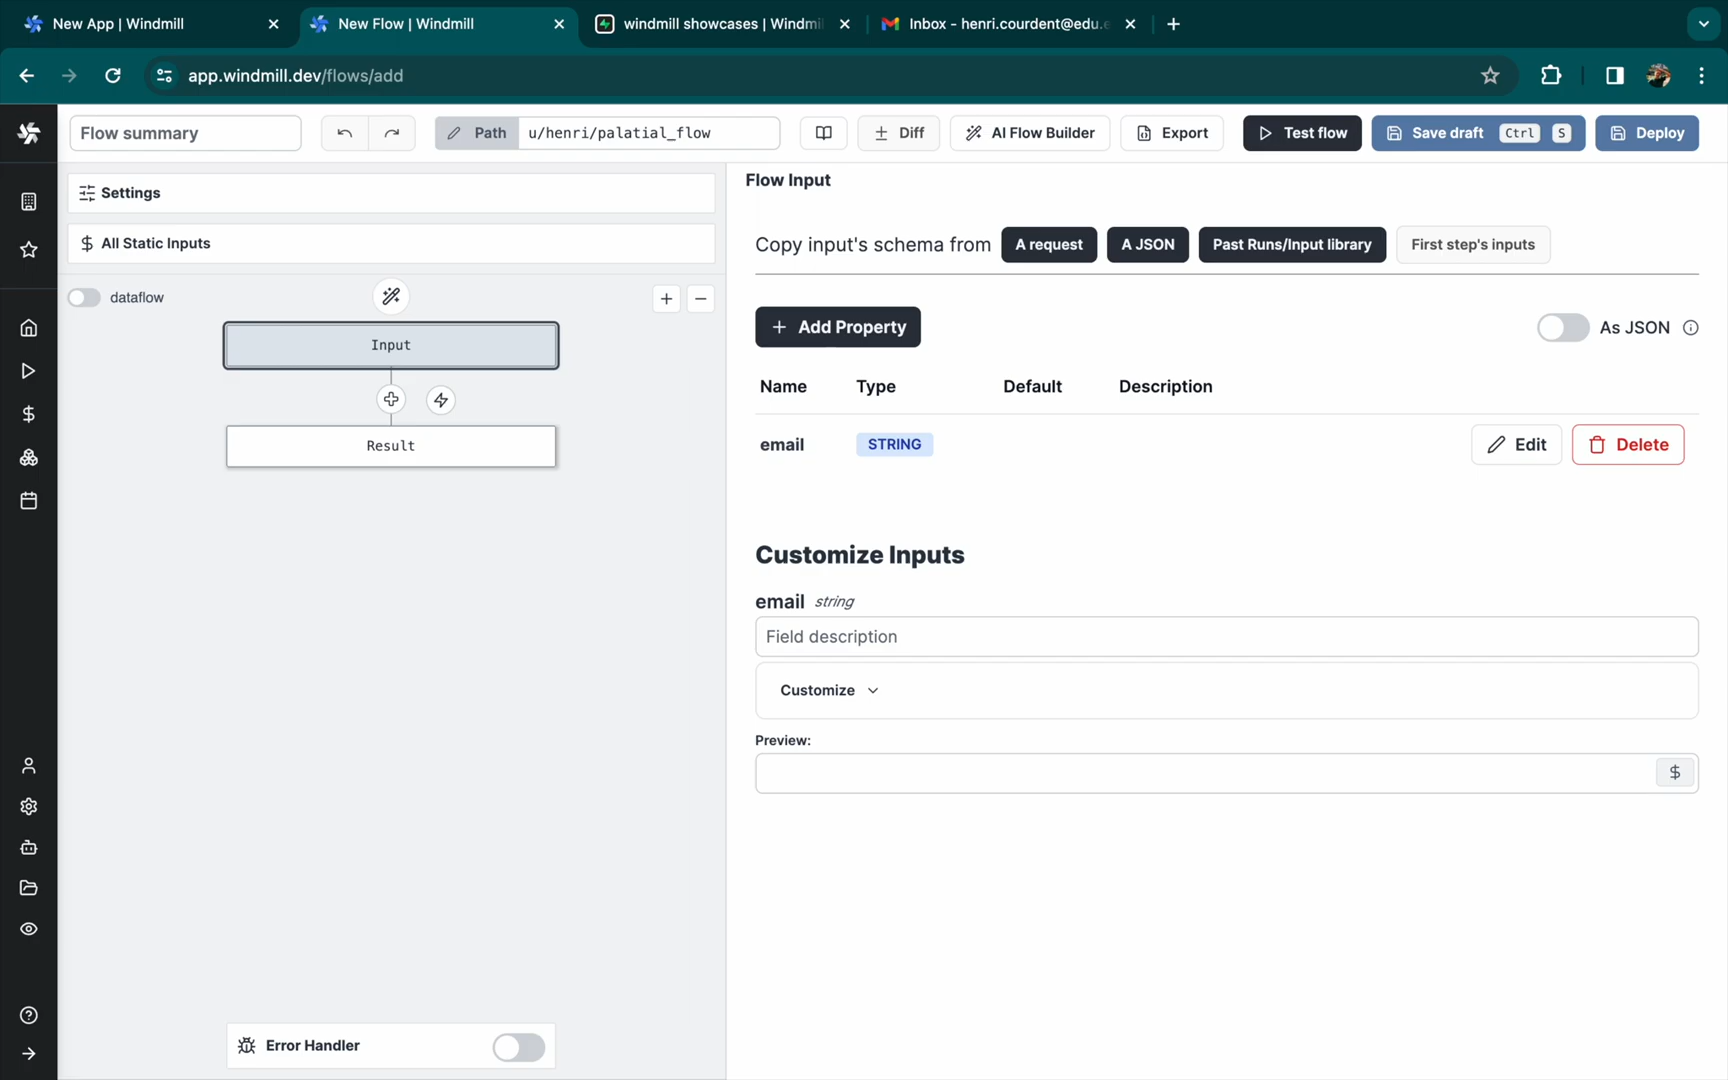 New App | Windmill
New Flow | Windmill
windmill showcases | Windmi
Inbox - henri.courdent@edu.e
app.windmill.dev/flows/add
Flow summary
Path
u/henri/palatial_flow
Diff
AI Flow Builder
Export
Test flow
Save draft Ctrl S
Deploy
Settings
All Static Inputs
dataflow
Input
Result
Error Handler
Flow Input
Copy input's schema from
A request
A JSON
Past Runs/Input library
First step's inputs
+ Add Property
As JSON
Name Type Default Description
email STRING Edit Delete
Customize Inputs
email string
Field description
Customize
Preview:
$